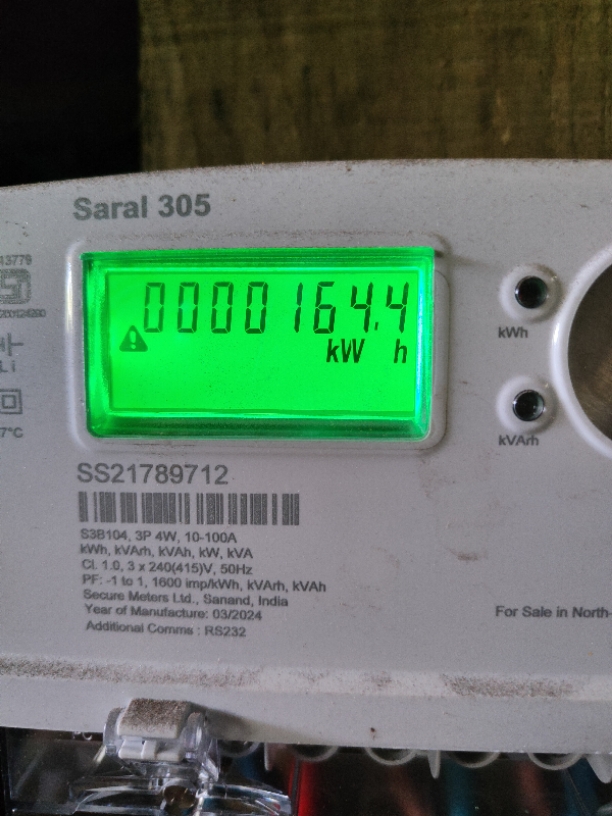 Saral 305
0000164.4
kW h
kWh
kVArh
Li
7°C
SS21789712
S3B104, 3P 4W, 10-100A
kWh, kVArh, kVAh, kW, kVA
Cl. 1.0, 3 x 240(415)V, 50Hz
PF: -1 to 1, 1600 imp/kWh, kVArh, kVAh
Secure Meters Ltd., Sanand, India
Year of Manufacture: 03/2024
Additional Comms : RS232
For Sale in North-